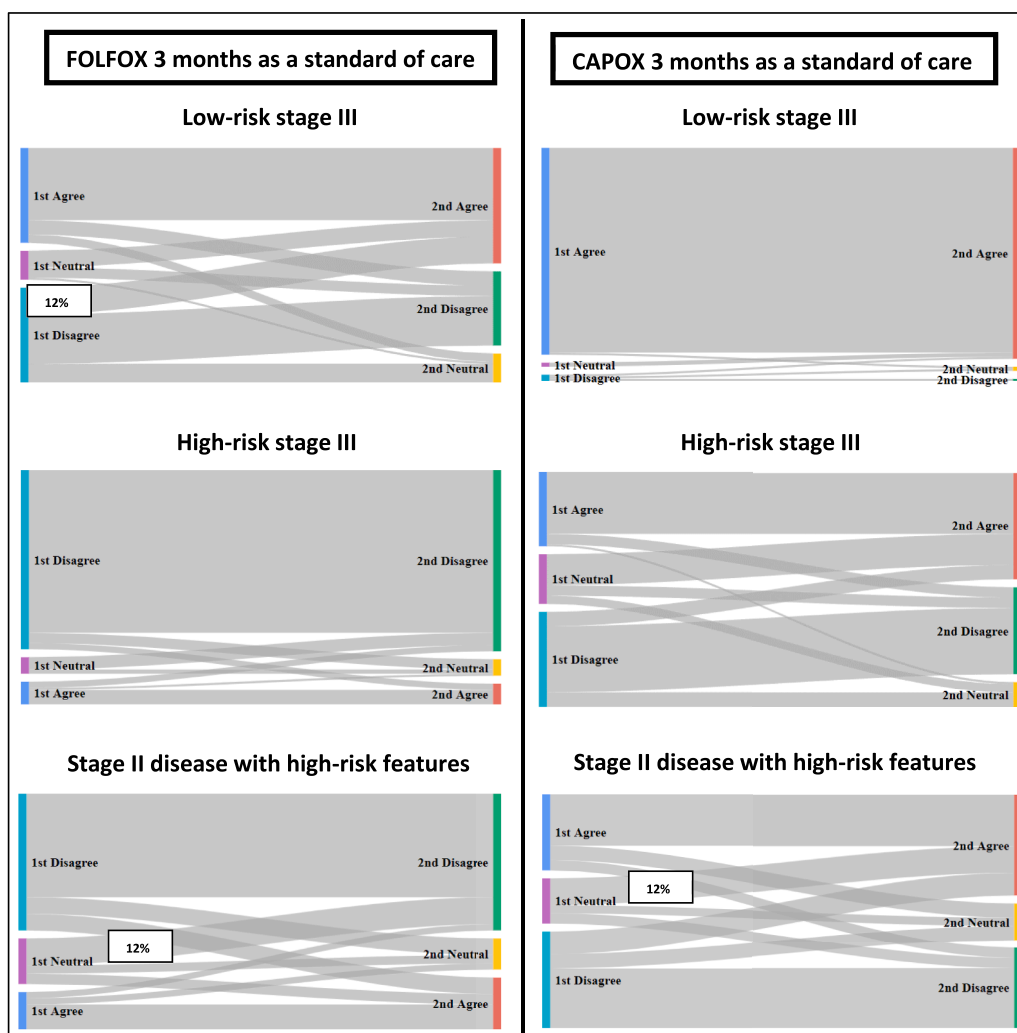 FOLFOX 3 months as a standard of care
Low-risk stage III
1st Agree
2nd Agree
1st Neutral
12%
2nd Disagree
1st Disagree
2nd Neutral
High-risk stage III
1st Disagree
2nd Disagree
1st Neutral
2nd Neutral
1st Agree
2nd Agree
Stage II disease with high-risk features
1st Disagree
2nd Disagree
12%
1st Neutral
2nd Neutral
1st Agree
2nd Agree
CAPOX 3 months as a standard of care
Low-risk stage III
1st Agree
2nd Agree
1st Neutral
2nd Neutral
1st Disagree
2nd Disagree
High-risk stage III
1st Agree
2nd Agree
1st Neutral
2nd Disagree
1st Disagree
2nd Neutral
Stage II disease with high-risk features
1st Agree
2nd Agree
12%
1st Neutral
2nd Neutral
1st Disagree
2nd Disagree